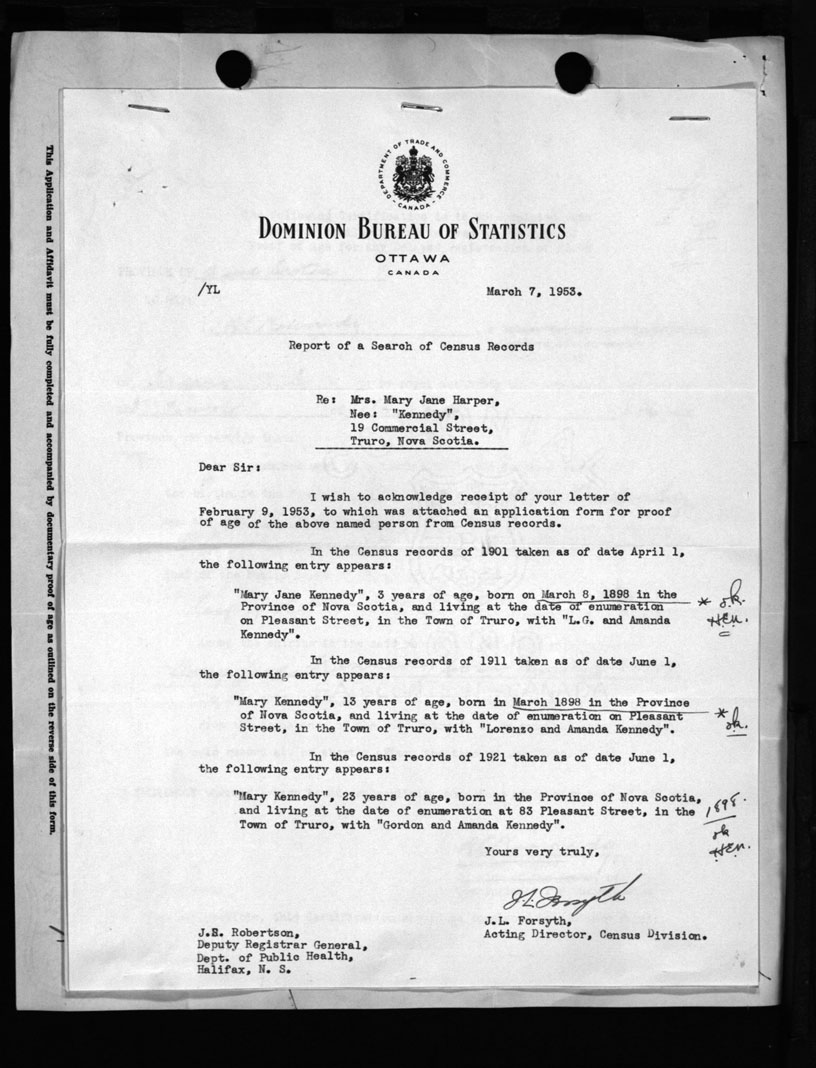 This Application and Affidavit must be fully completed and accompanied by documentary proof of age as outlined on the reverse side of this form.
DEPARTMENT OF TRADE AND COMMERCE
- CANADA -
DOMINION BUREAU OF STATISTICS
OTTAWA
CANADA
/YL March 7, 1953.
Report of a Search of Census Records
Re: Mrs. Mary Jane Harper,
Nee: "Kennedy",
19 Commercial Street,
Truro, Nova Scotia.
Dear Sir:
I wish to acknowledge receipt of your letter of
February 9, 1953, to which was attached an application form for proof
of age of the above named person from Census records.
In the Census records of 1901 taken as of date April 1,
the following entry appears:
"Mary Jane Kennedy", 3 years of age, born on March 8, 1898 in the
Province of Nova Scotia, and living at the date of enumeration
on Pleasant Street, in the Town of Truro, with "L.G. and Amanda
Kennedy".
* ok.
In the Census records of 1911 taken as of date June 1,
the following entry appears:
"Mary Kennedy", 13 years of age, born in March 1898 in the Province
of Nova Scotia, and living at the date of enumeration on Pleasant
Street, in the Town of Truro, with "Lorenzo and Amanda Kennedy".
* ok.
In the Census records of 1921 taken as of date June 1,
the following entry appears:
"Mary Kennedy", 23 years of age, born in the Province of Nova Scotia,
and living at the date of enumeration at 83 Pleasant Street, in the
Town of Truro, with "Gordon and Amanda Kennedy".
1898.
ok
Yours very truly,
J.L. Forsyth
J.L. Forsyth,
Acting Director, Census Division.
J.S. Robertson,
Deputy Registrar General,
Dept. of Public Health,
Halifax, N. S.